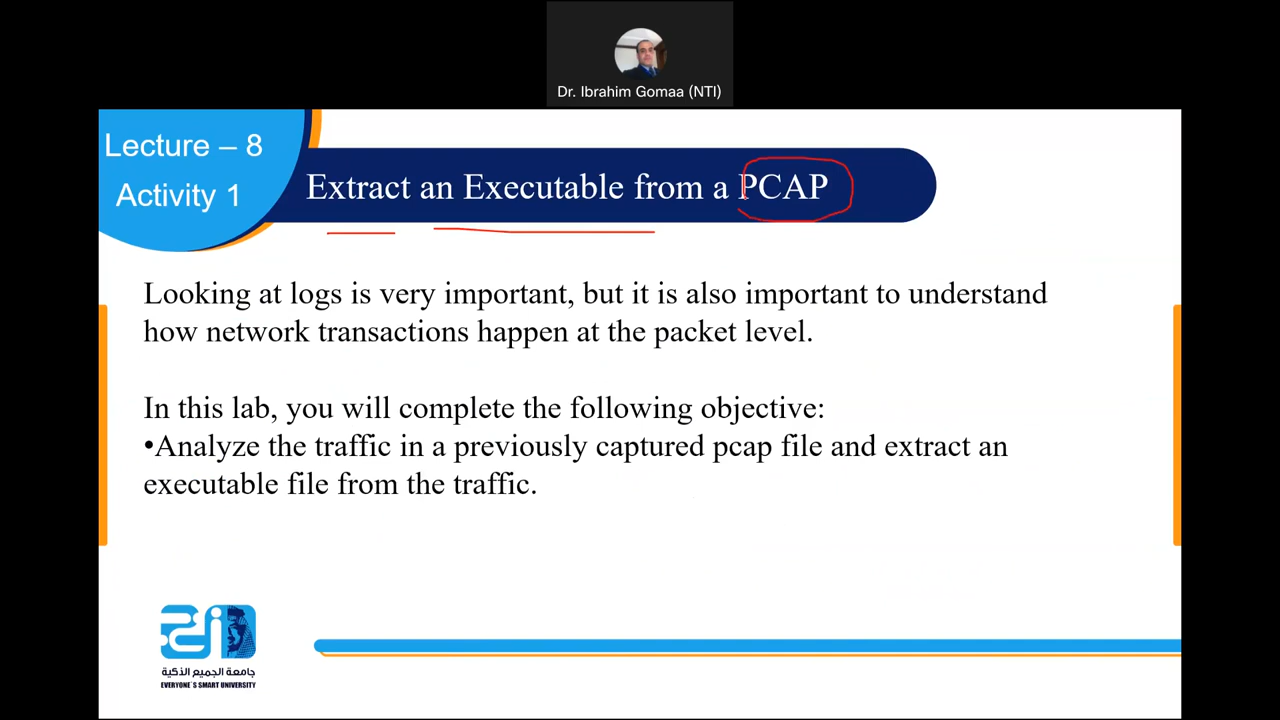 Dr. Ibrahim Gomaa (NTI)
Lecture – 8
Activity 1
Extract an Executable from a PCAP
Looking at logs is very important, but it is also important to understand
how network transactions happen at the packet level.
In this lab, you will complete the following objective:
•Analyze the traffic in a previously captured pcap file and extract an
executable file from the traffic.
جامعة الجميع الذكية
EVERYONE`S SMART UNIVERSITY